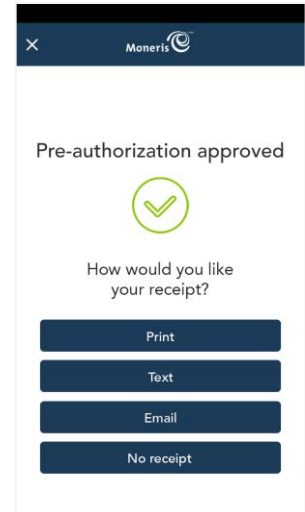 Moneris
Pre-authorization approved
How would you like
your receipt?
Print
Text
Email
No receipt